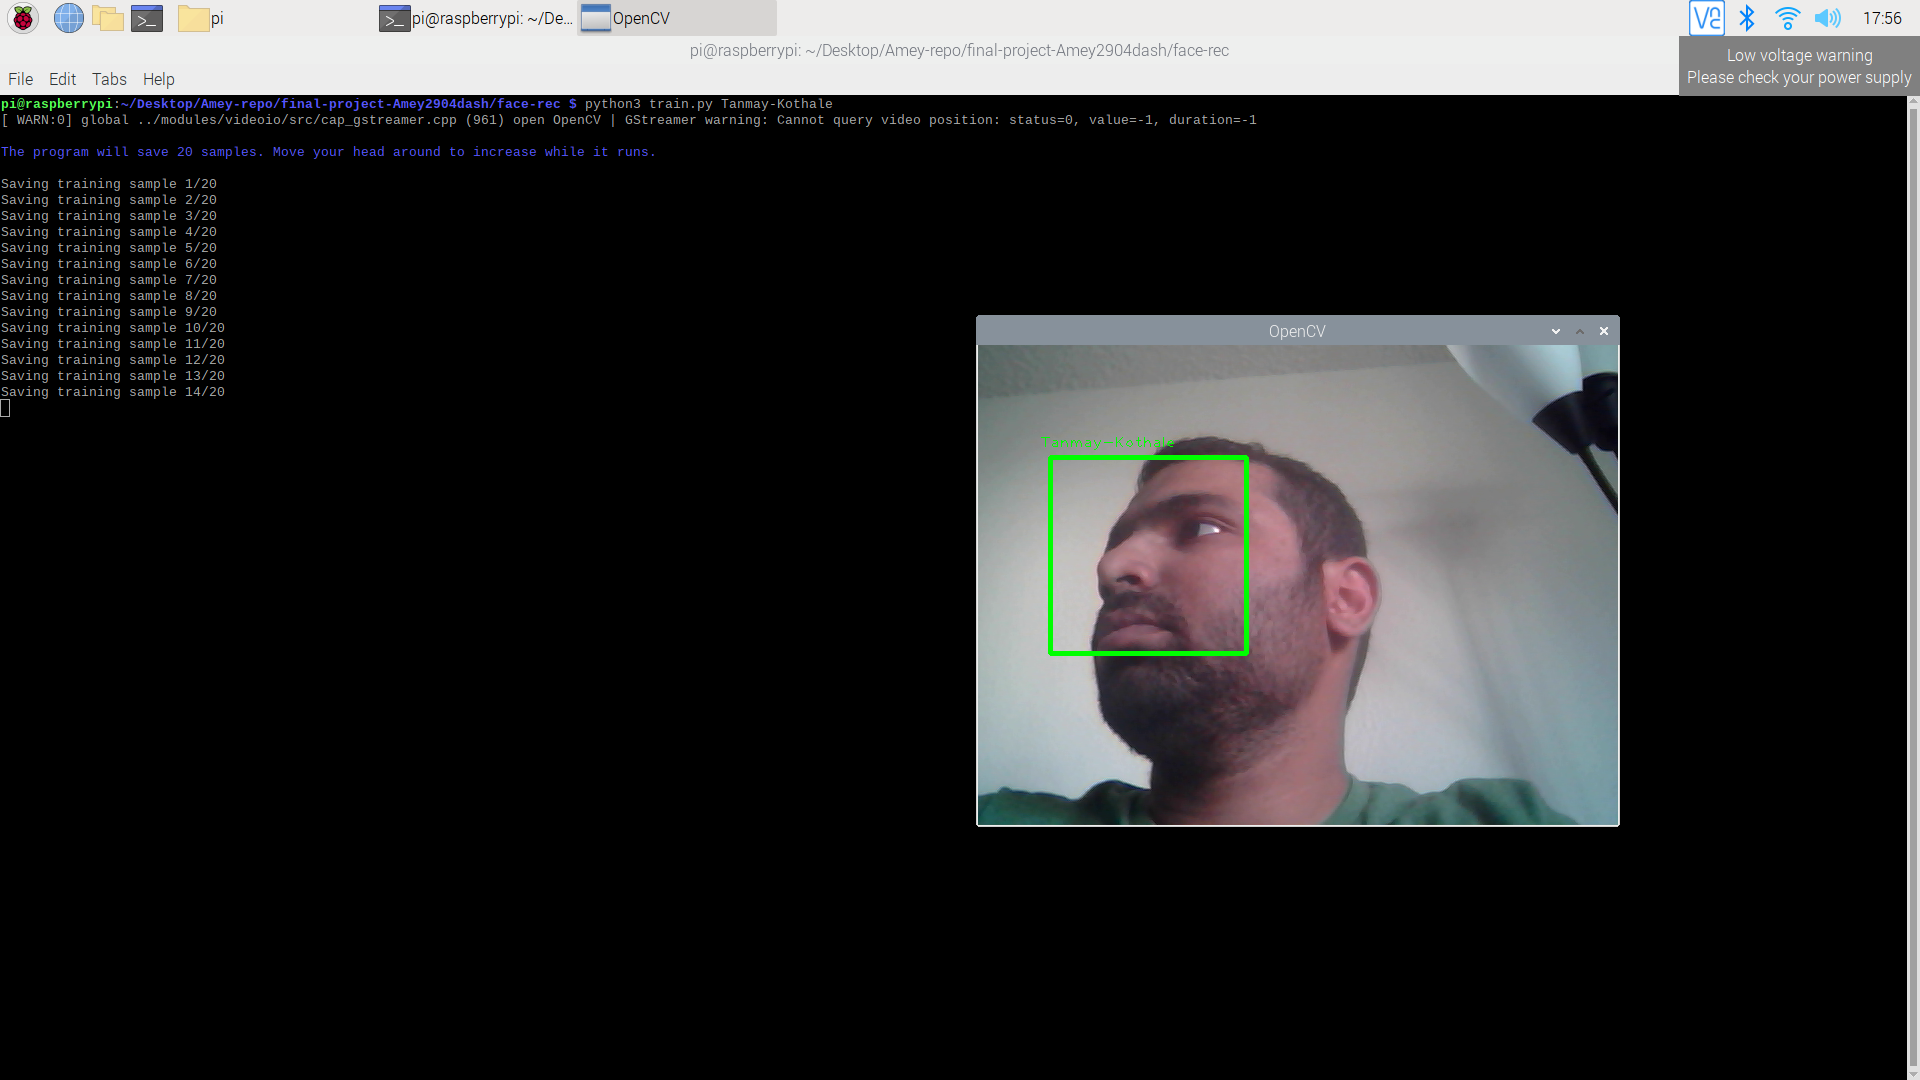 pi
pi@raspberrypi: ~/De...
OpenCV
17:56
pi@raspberrypi: ~/Desktop/Amey-repo/final-project-Amey2904dash/face-rec
Low voltage warning
Please check your power supply
File Edit Tabs Help
pi@raspberrypi:~/Desktop/Amey-repo/final-project-Amey2904dash/face-rec $ python3 train.py Tanmay-Kothale
[ WARN:0] global ../modules/videoio/src/cap_gstreamer.cpp (961) open OpenCV | GStreamer warning: Cannot query video position: status=0, value=-1, duration=-1
The program will save 20 samples. Move your head around to increase while it runs.
Saving training sample 1/20
Saving training sample 2/20
Saving training sample 3/20
Saving training sample 4/20
Saving training sample 5/20
Saving training sample 6/20
Saving training sample 7/20
Saving training sample 8/20
Saving training sample 9/20
Saving training sample 10/20
Saving training sample 11/20
Saving training sample 12/20
Saving training sample 13/20
Saving training sample 14/20
OpenCV
Tanmay-Kothale